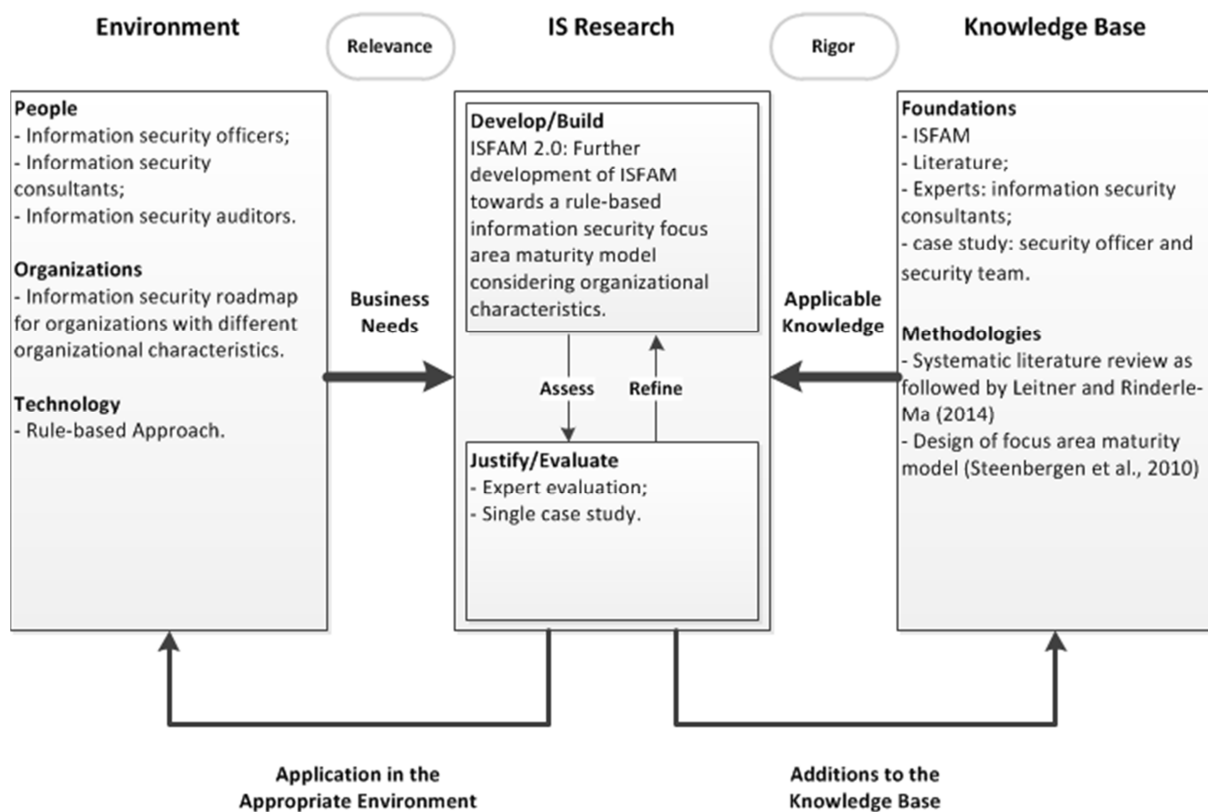 Environment
Relevance
IS Research
Rigor
Knowledge Base
People
- Information security officers;
- Information security
consultants;
- Information security auditors.
Organizations
- Information security roadmap
for organizations with different
organizational characteristics.
Technology
- Rule-based Approach.
Business
Needs
Develop/Build
ISFAM 2.0: Further
development of ISFAM
towards a rule-based
information security focus
area maturity model
considering organizational
characteristics.
Assess
Refine
Justify/Evaluate
- Expert evaluation;
- Single case study.
Applicable
Knowledge
Foundations
- ISFAM
- Literature;
- Experts: information security
consultants;
- case study: security officer and
security team.
Methodologies
- Systematic literature review as
followed by Leitner and Rinderle-
Ma (2014)
- Design of focus area maturity
model (Steenbergen et al., 2010)
Application in the
Appropriate Environment
Additions to the
Knowledge Base